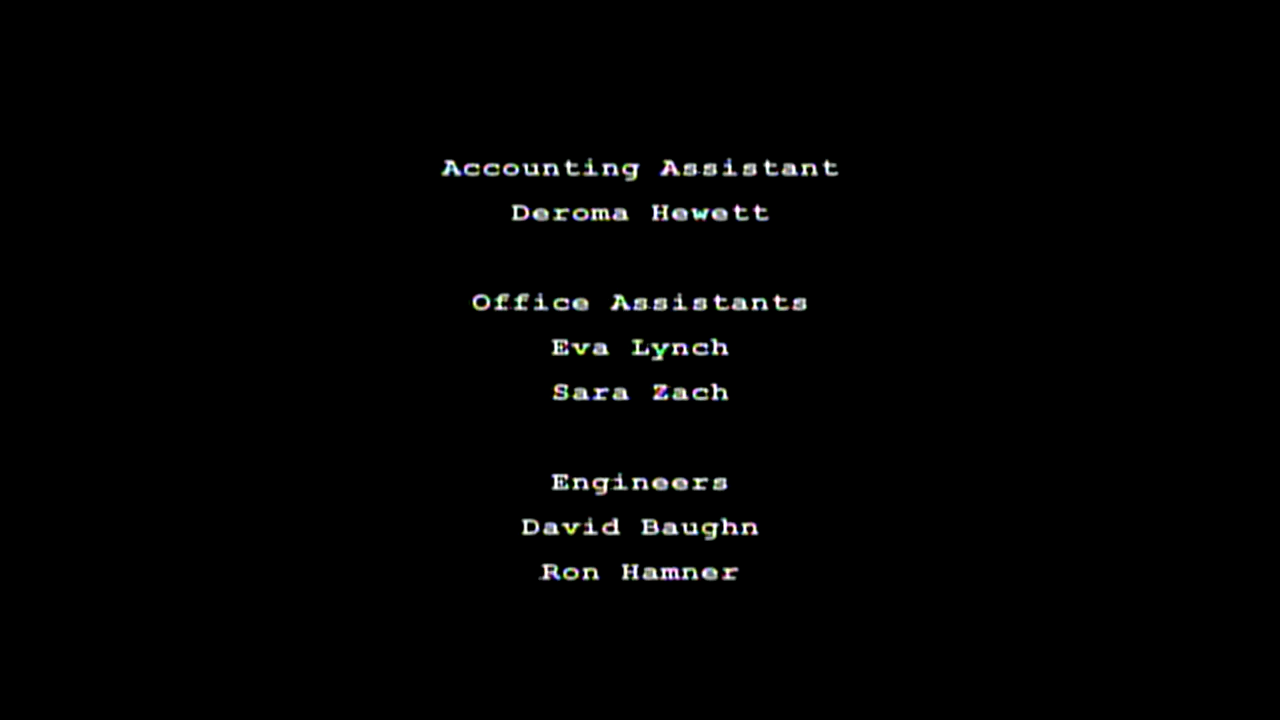 Accounting Assistant
Deroma Hewett
Office Assistants
Eva Lynch
Sara Zach
Engineers
David Baughn
Ron Hamner